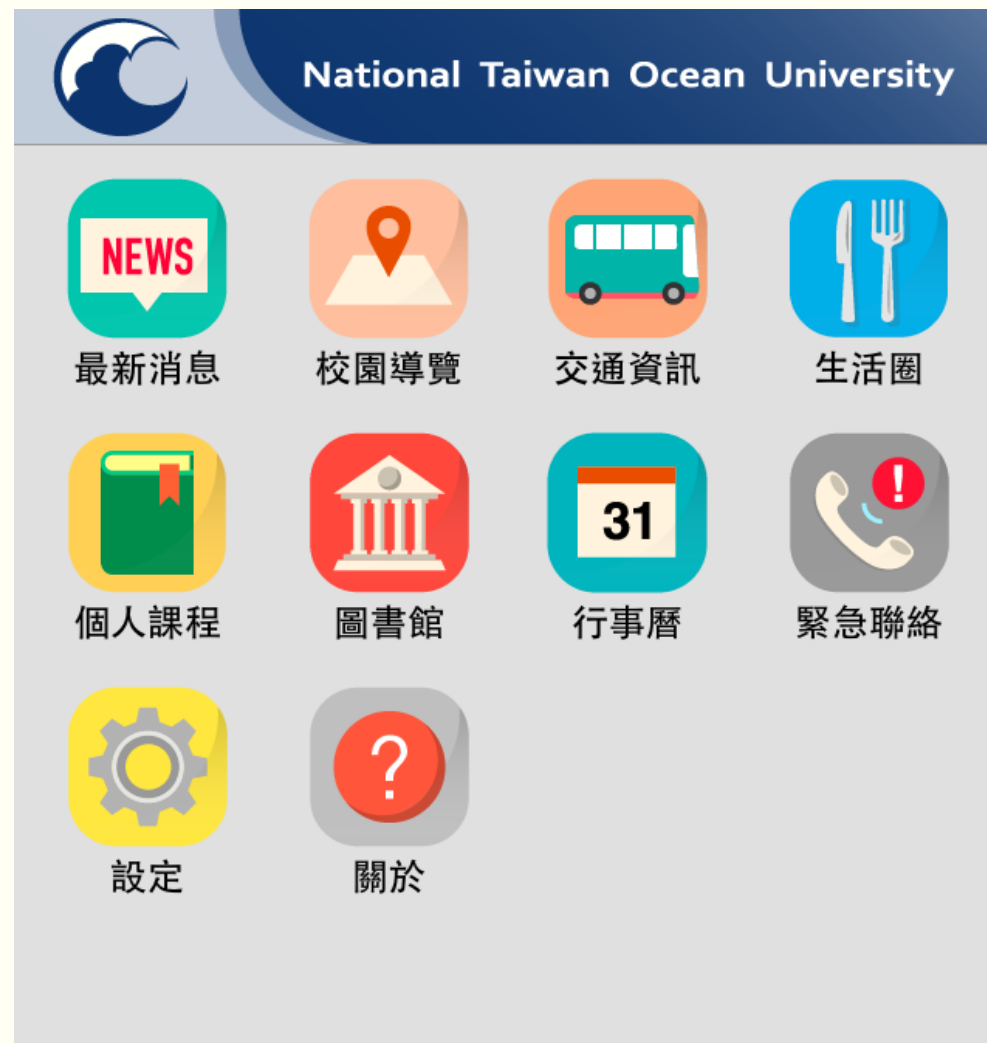 National Taiwan Ocean University
NEWS
最新消息 校園導覽 交通資訊 生活圈
31
!
個人課程 圖書館 行事曆 緊急聯絡
?
設定 關於